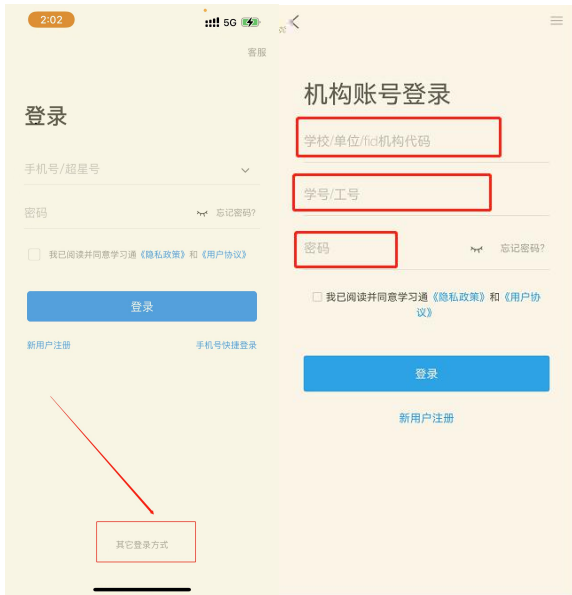 2:02
5G
客服
登录
手机号/超星号
密码
忘记密码?
我已阅读并同意学习通《隐私政策》和《用户协议》
登录
新用户注册
手机号快捷登录
其它登录方式
机构账号登录
学校/单位/fid机构代码
学号/工号
密码
忘记密码?
我已阅读并同意学习通《隐私政策》和《用户协
议》
登录
新用户注册